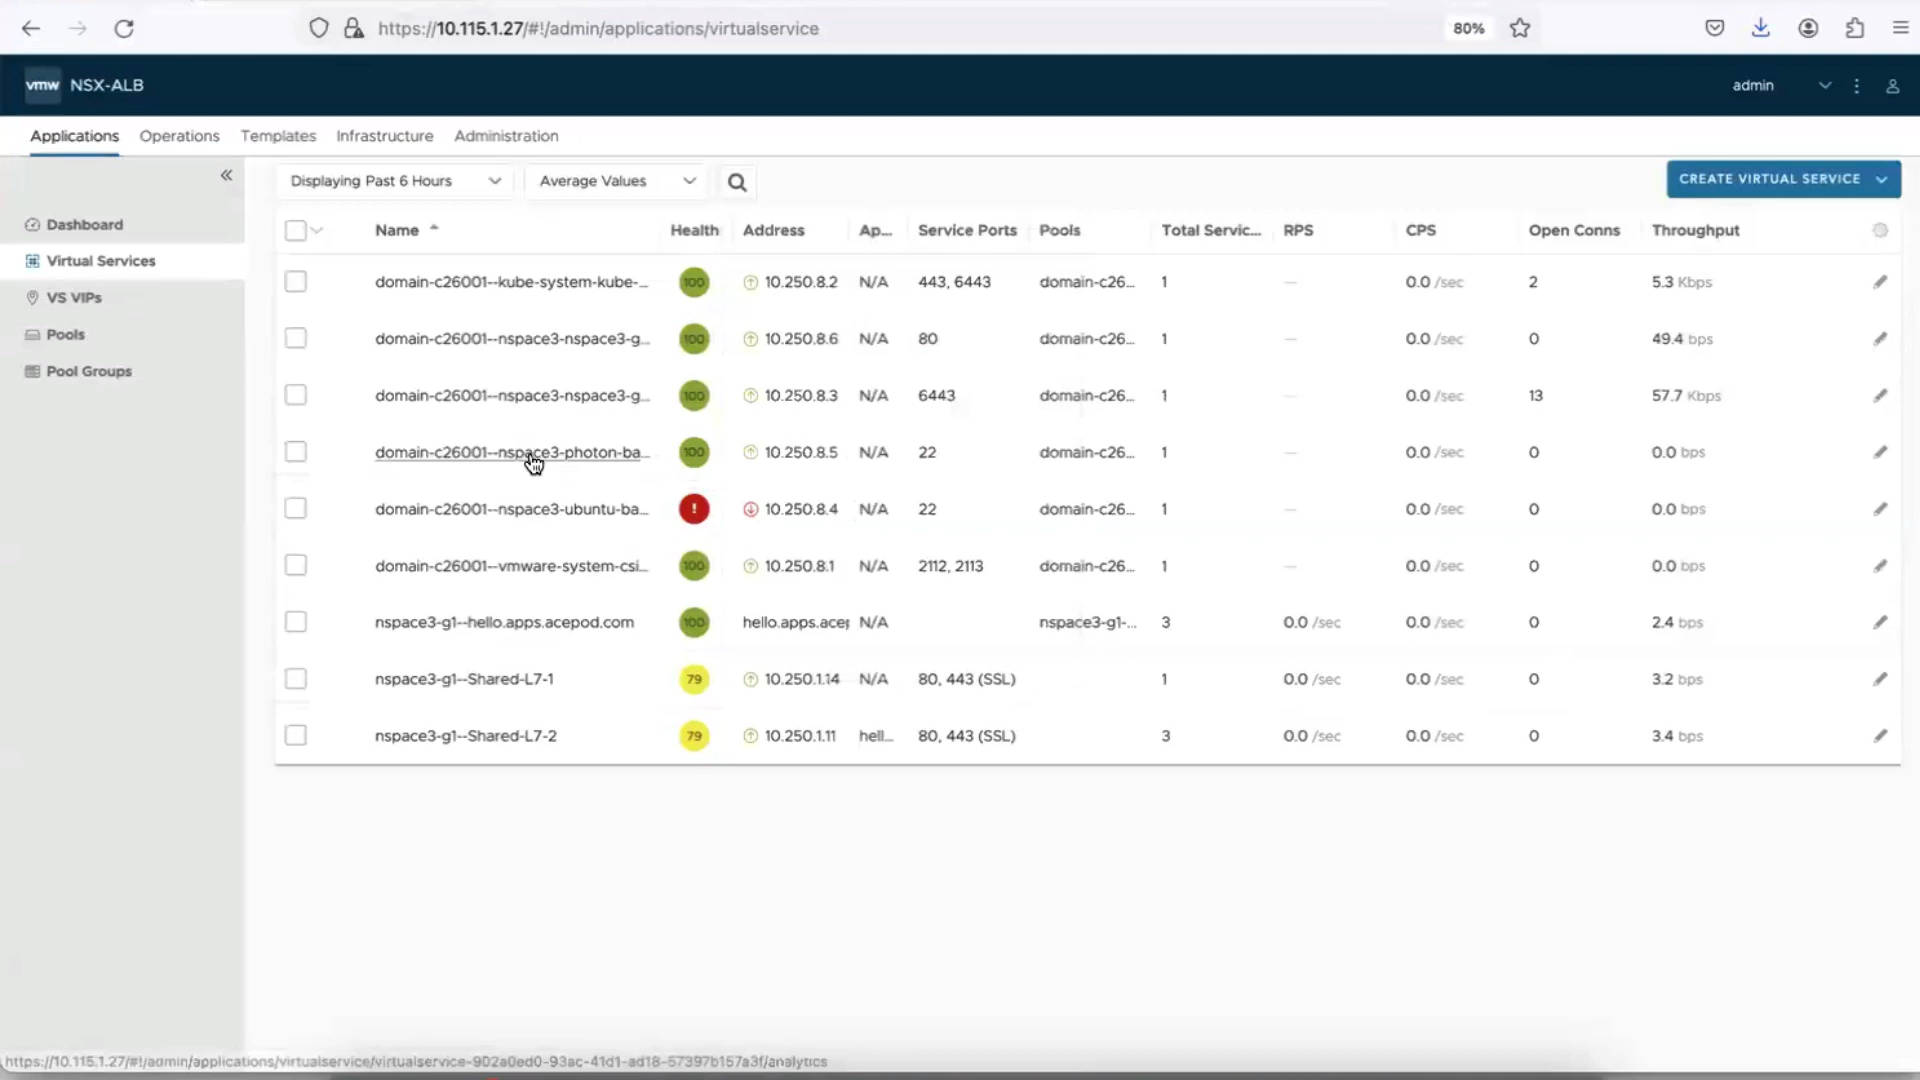 https://10.115.1.27/#!/admin/applications/virtualservice 80%
vmw NSX-ALB admin
Applications Operations Templates Infrastructure Administration
Displaying Past 6 Hours Average Values CREATE VIRTUAL SERVICE
Dashboard
Virtual Services
VS VIPs
Pools
Pool Groups
Name Health Address Ap... Service Ports Pools Total Servic... RPS CPS Open Conns Throughput
domain-c26001--kube-system-kube-... 100 10.250.8.2 N/A 443, 6443 domain-c26... 1 — 0.0 /sec 2 5.3 Kbps
domain-c26001--nspace3-nspace3-g... 100 10.250.8.6 N/A 80 domain-c26... 1 — 0.0 /sec 0 49.4 bps
domain-c26001--nspace3-nspace3-g... 100 10.250.8.3 N/A 6443 domain-c26... 1 — 0.0 /sec 13 57.7 Kbps
domain-c26001--nspace3-photon-ba... 100 10.250.8.5 N/A 22 domain-c26... 1 — 0.0 /sec 0 0.0 bps
domain-c26001--nspace3-ubuntu-ba... ! 10.250.8.4 N/A 22 domain-c26... 1 — 0.0 /sec 0 0.0 bps
domain-c26001--vmware-system-csi... 100 10.250.8.1 N/A 2112, 2113 domain-c26... 1 — 0.0 /sec 0 0.0 bps
nspace3-g1--hello.apps.acepod.com 100 hello.apps.acep N/A nspace3-g1-... 3 0.0 /sec 0.0 /sec 0 2.4 bps
nspace3-g1--Shared-L7-1 79 10.250.1.14 N/A 80, 443 (SSL) 1 0.0 /sec 0.0 /sec 0 3.2 bps
nspace3-g1--Shared-L7-2 79 10.250.1.11 hell... 80, 443 (SSL) 3 0.0 /sec 0.0 /sec 0 3.4 bps
https://10.115.1.27/#!/admin/applications/virtualservice/virtualservice-902a0ed0-93ac-41d1-ad18-57397b157a3f/analytics